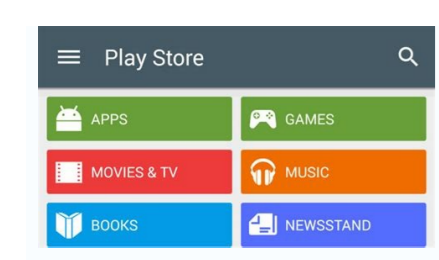 Play Store
APPS
GAMES
MOVIES & TV
MUSIC
BOOKS
NEWSSTAND